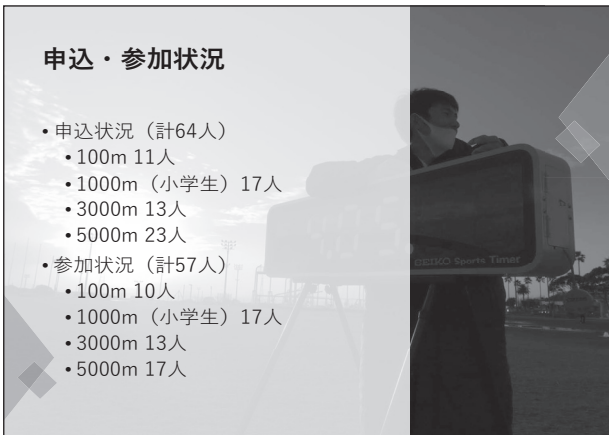 申込・参加状況
• 申込状況（計64人）
• 100m 11人
• 1000m（小学生）17人
• 3000m 13人
• 5000m 23人
• 参加状況（計57人）
• 100m 10人
• 1000m（小学生）17人
• 3000m 13人
• 5000m 17人
SEIKO Sports Timer